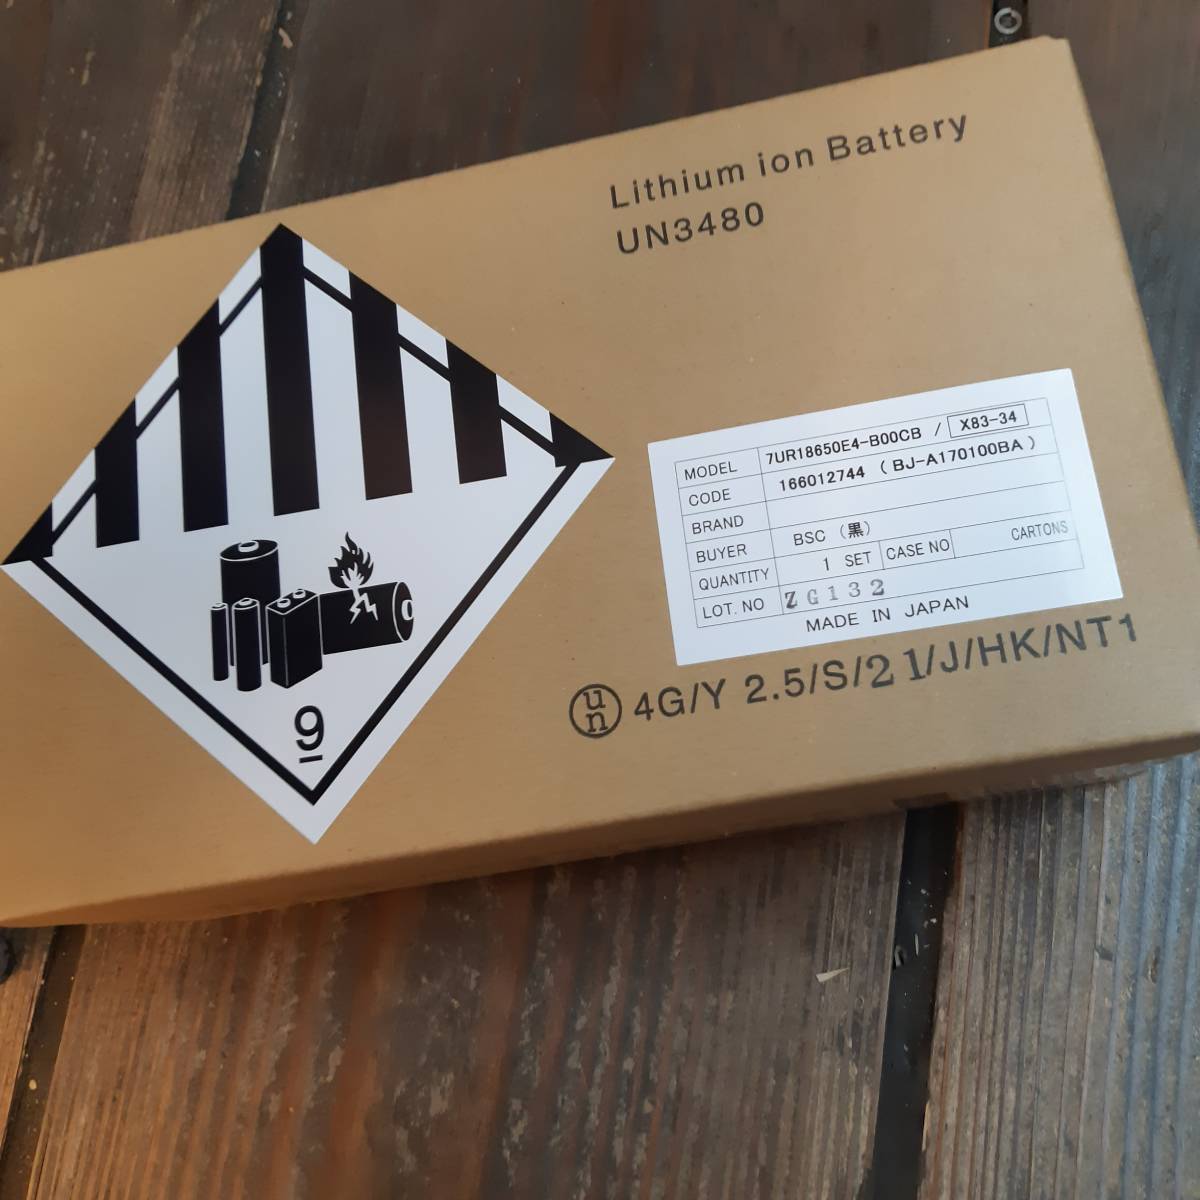 Lithium ion Battery
UN3480
MODEL 7UR18650E4-B00CB / X83-34
CODE 166012744 ( BJ-A170100BA )
BRAND
BUYER BSC (黒)
QUANTITY 1 SET CASE NO CARTONS
LOT. NO ZG132
MADE IN JAPAN
un 4G/Y 2.5/S/21/J/HK/NT1
9